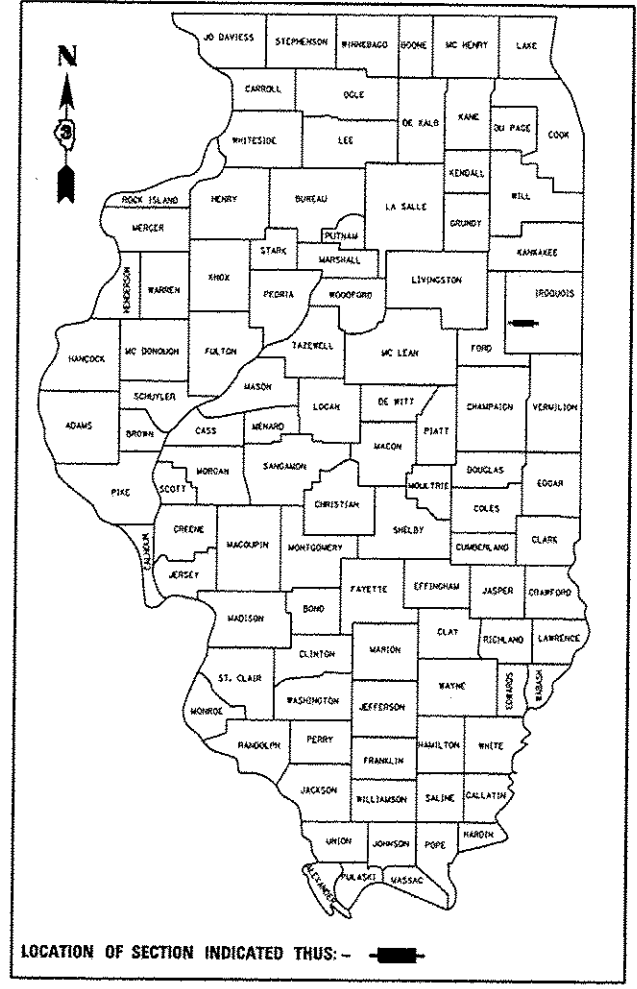 JO DAVIESS STEPHENSON WINNEBAGO BOONE MC HENRY LAKE
N
CARROLL OGLE DE KALB KANE DU PAGE COOK
3
WHITESIDE LEE
KENDALL
ROCK ISLAND HENRY BUREAU LA SALLE GRUNDY WILL
MERCER PUTNAM
STARK MARSHALL KANKAKEE
HENDERSON WARREN KNOX PEORIA WOODFORD LIVINGSTON IROQUOIS
HANCOCK MC DONOUGH FULTON TAZEWELL MC LEAN FORD
SCHUYLER MASON
ADAMS BROWN CASS MENARD LOGAN DE WITT PIATT CHAMPAIGN VERMILION
MACON
PIKE SCOTT MORGAN SANGAMON MOULTRIE DOUGLAS EDGAR
CHRISTIAN COLES
CALHOUN GREENE MACOUPIN MONTGOMERY SHELBY CUMBERLAND CLARK
JERSEY
MADISON BOND FAYETTE EFFINGHAM JASPER CRAWFORD
CLINTON MARION CLAY RICHLAND LAWRENCE
ST. CLAIR WASHINGTON WAYNE EDWARDS WABASH
MONROE JEFFERSON
RANDOLPH PERRY HAMILTON WHITE
FRANKLIN
JACKSON WILLIAMSON SALINE GALLATIN
UNION JOHNSON POPE HARDIN
ALEXANDER PULASKI MASSAC
LOCATION OF SECTION INDICATED THUS: -